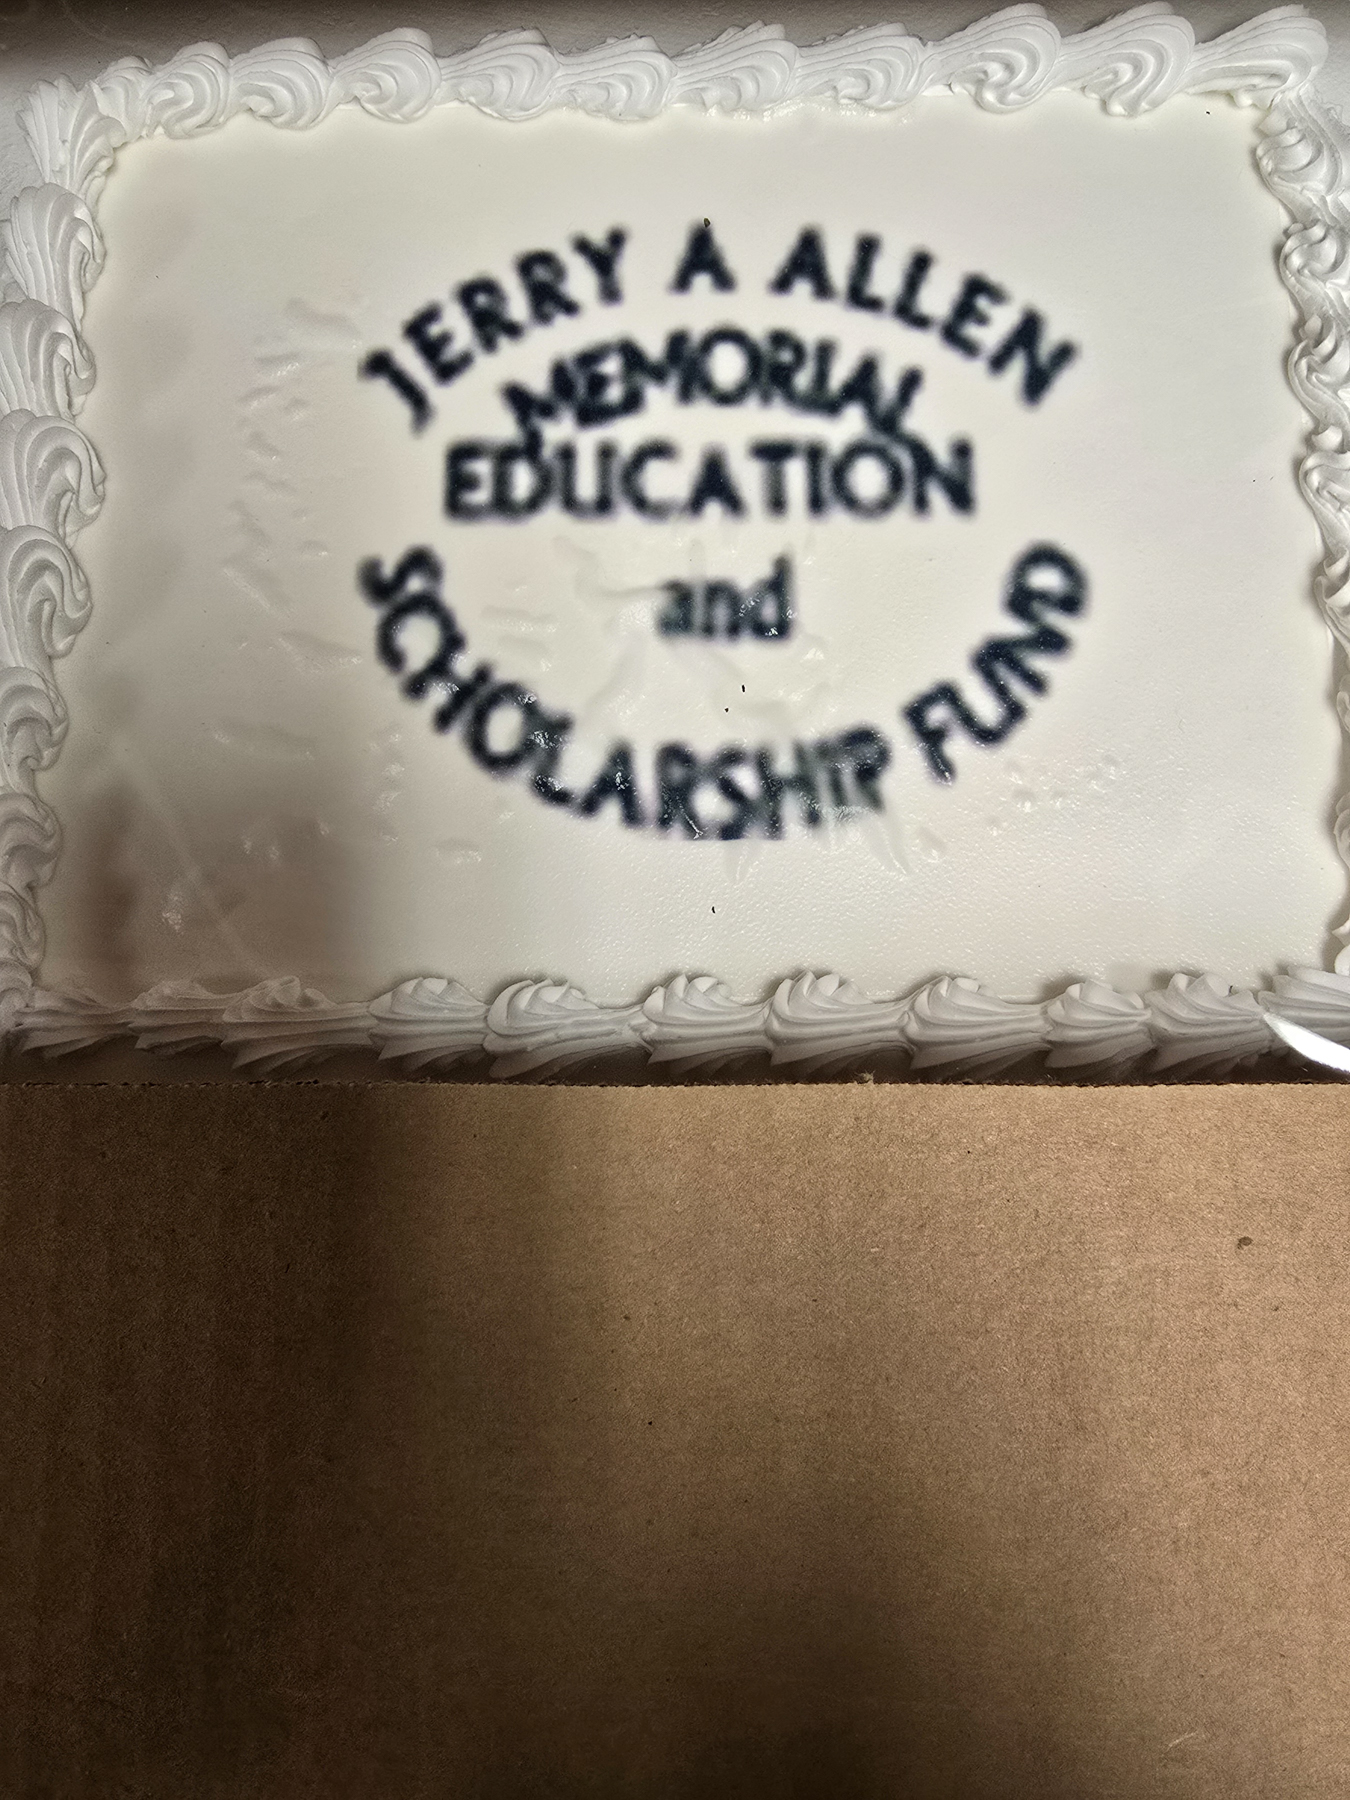 JERRY A ALLEN
MEMORIAL
EDUCATION
and
SCHOLARSHIP FUND